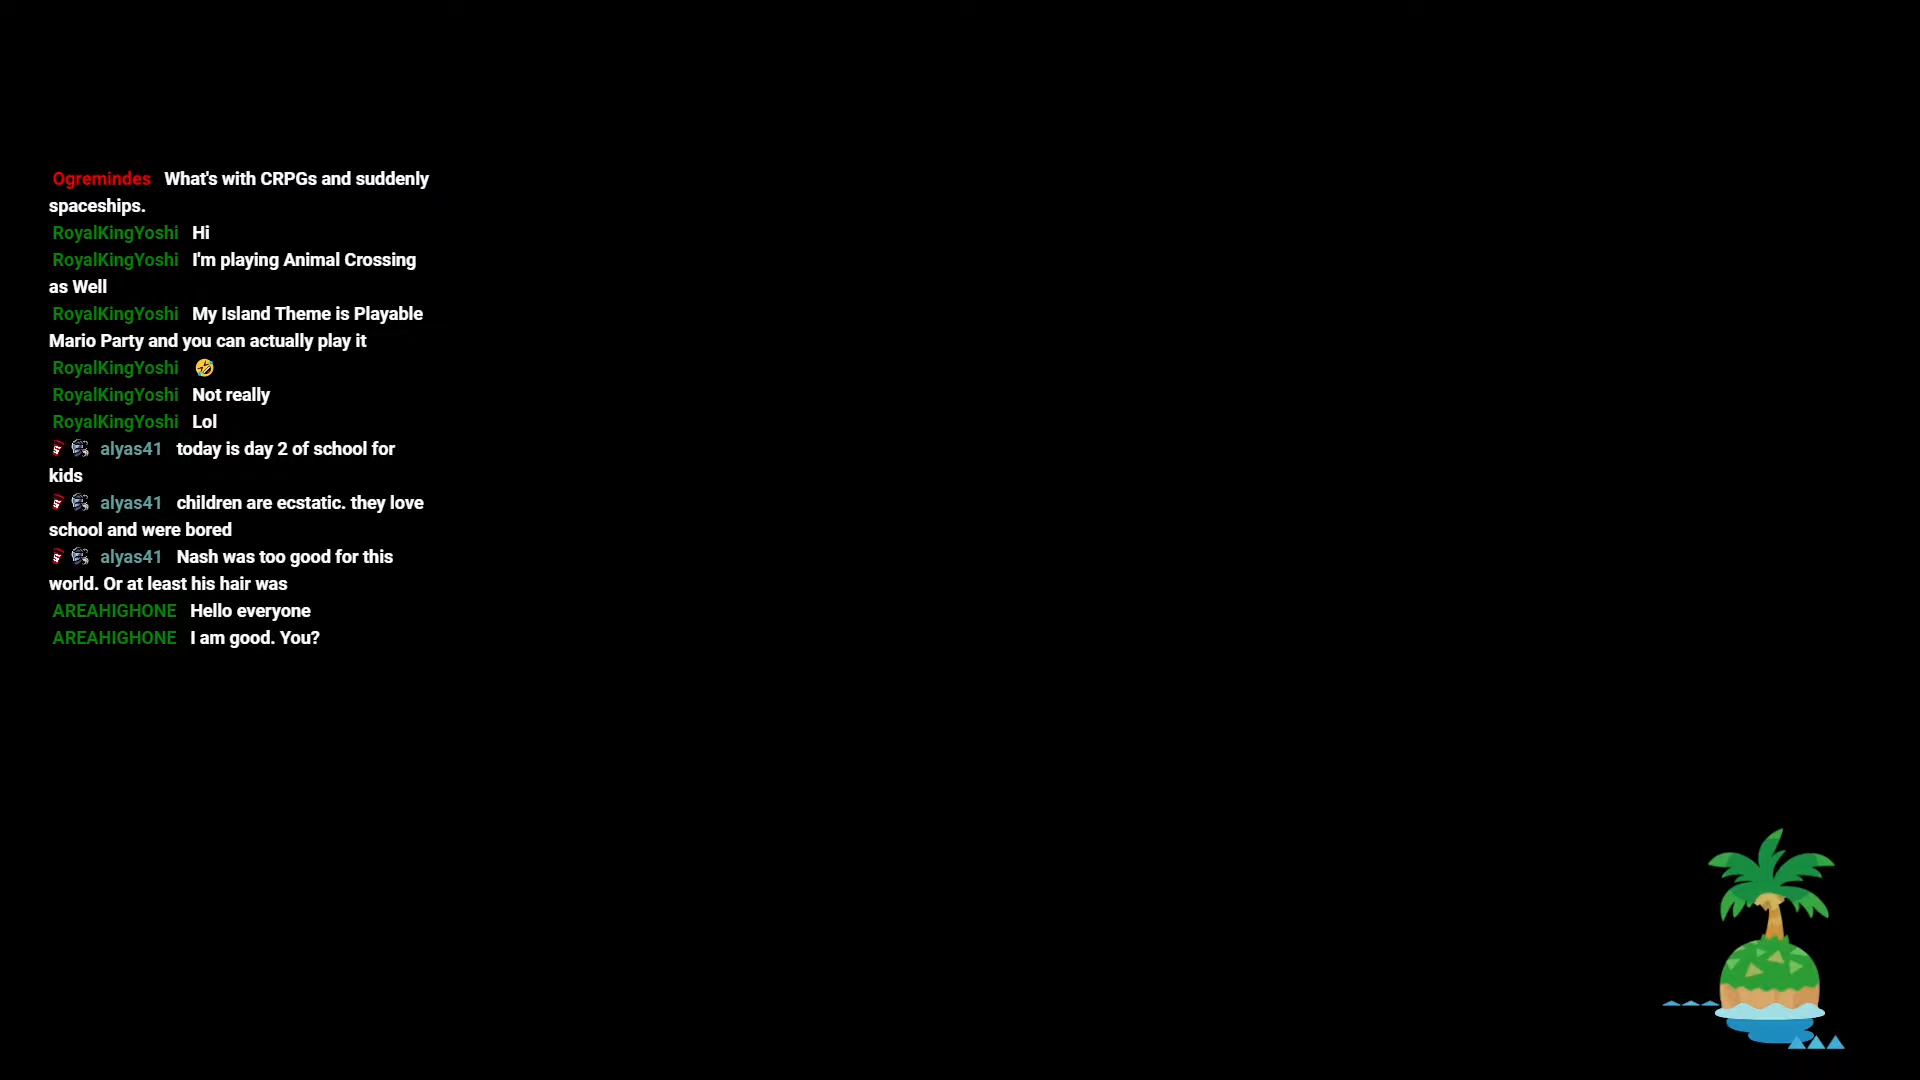 Ogremindes What's with CRPGs and suddenly
spaceships.
RoyalKingYoshi Hi
RoyalKingYoshi I'm playing Animal Crossing
as Well
RoyalKingYoshi My Island Theme is Playable
Mario Party and you can actually play it
RoyalKingYoshi 🤣
RoyalKingYoshi Not really
RoyalKingYoshi Lol
alyas41 today is day 2 of school for
kids
alyas41 children are ecstatic. they love
school and were bored
alyas41 Nash was too good for this
world. Or at least his hair was
AREAHIGHONE Hello everyone
AREAHIGHONE I am good. You?